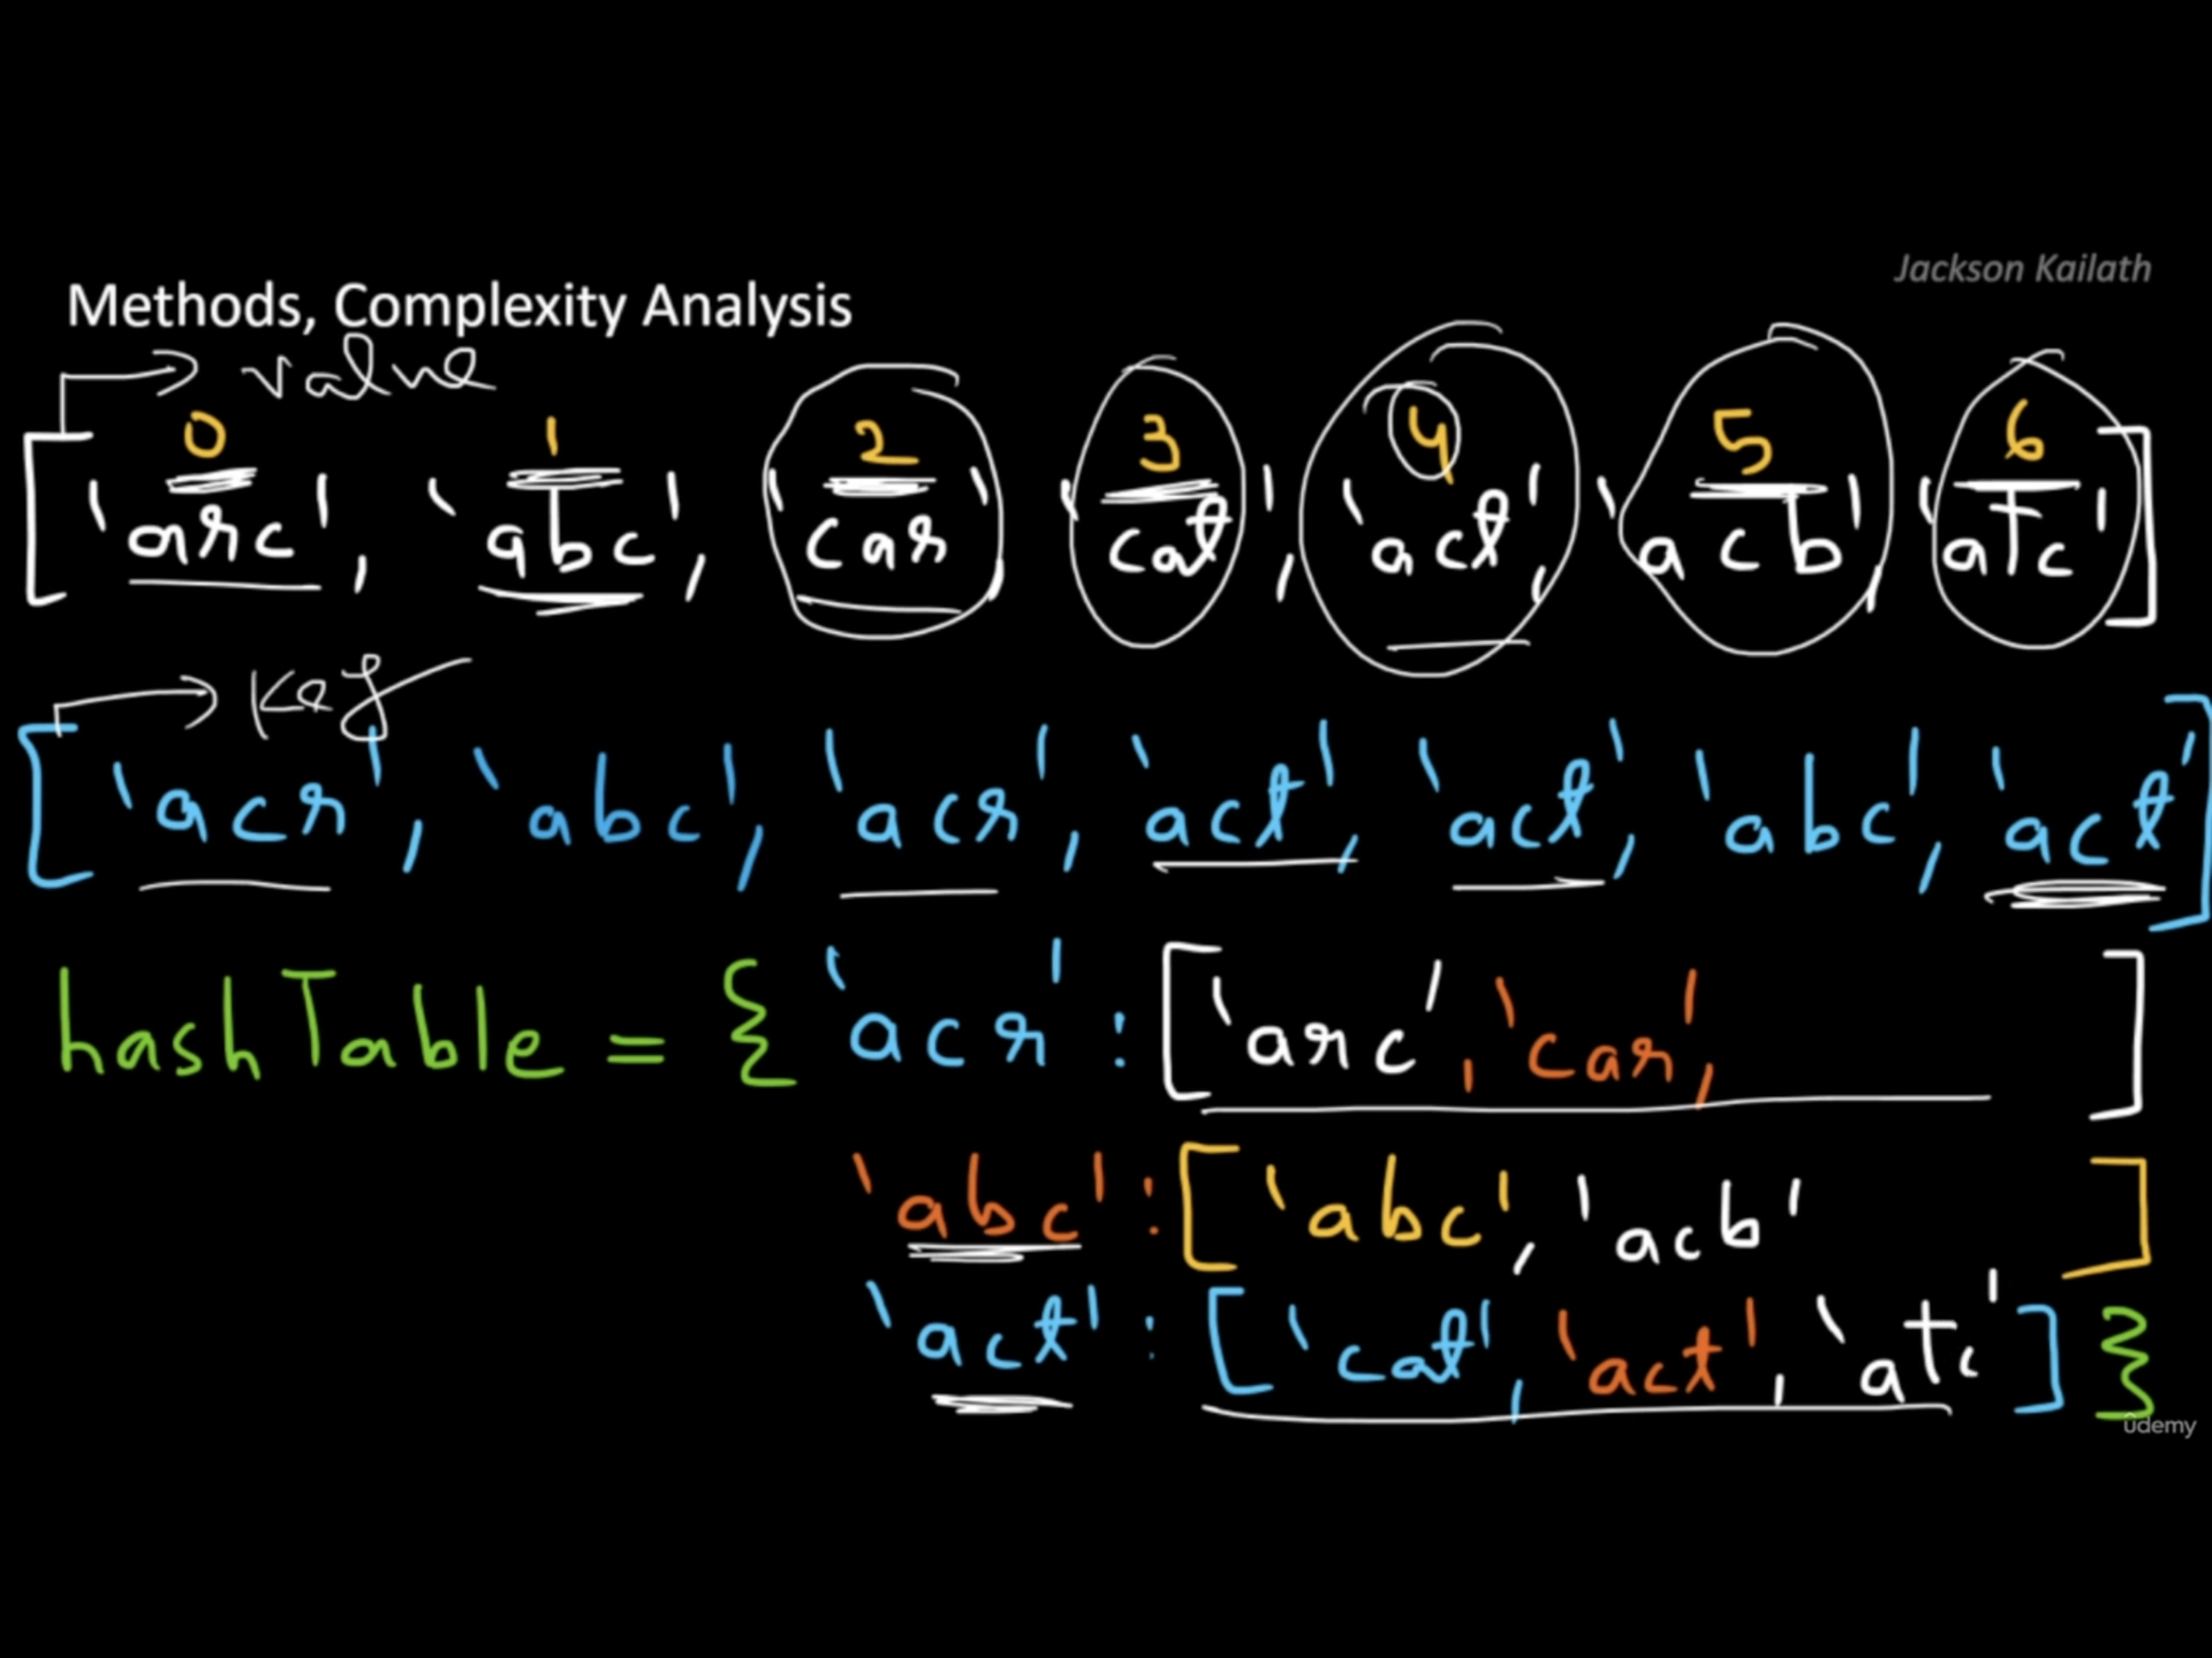 Jackson Kailath
Methods, Complexity Analysis
value
0 1 2 3 4 5 6
['arc', 'abc', 'car', 'cat', 'act', 'acb', 'atc']
key
['acr', 'abc', 'acr', 'act', 'act', 'abc', 'act']
hashTable = { 'acr' : ['arc', 'car, ]
'abc' : ['abc', 'acb' ]
'act' : ['cat', 'act', 'atc' ] }
ûdemy